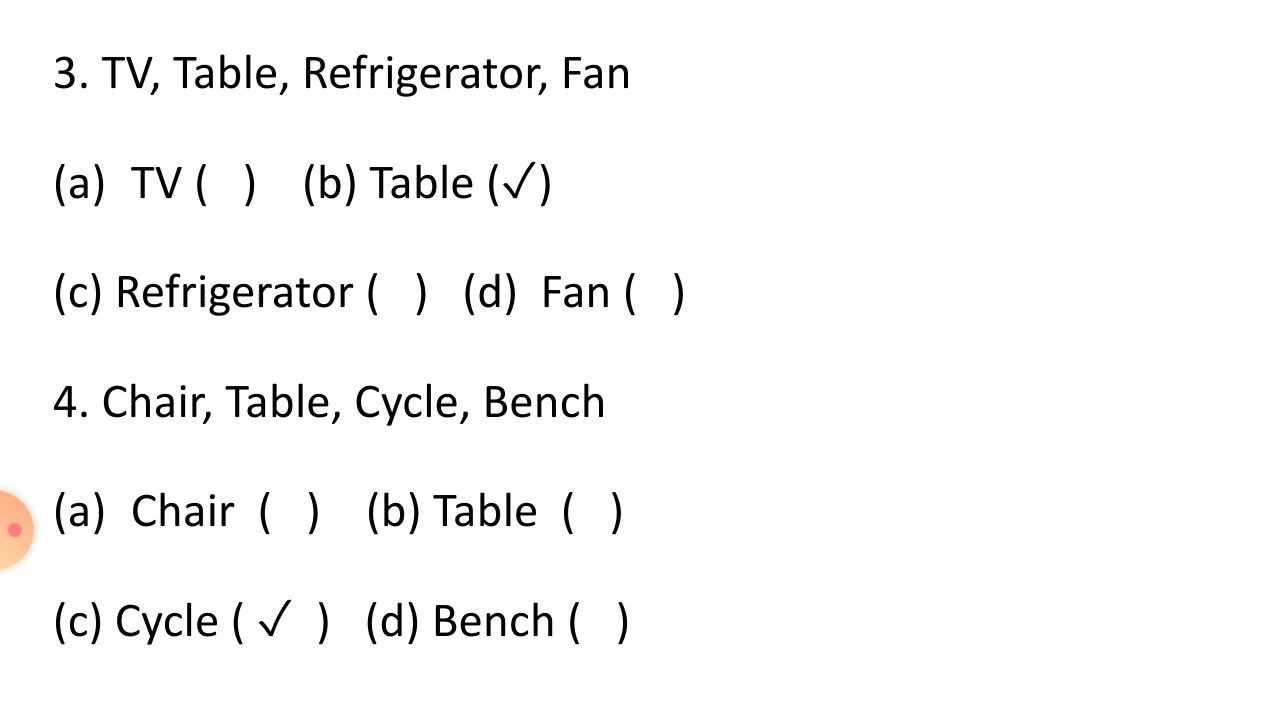 3. TV, Table, Refrigerator, Fan
(a)  TV (   )    (b) Table (✓)
(c) Refrigerator (   )   (d)  Fan (   )
4. Chair, Table, Cycle, Bench
(a)  Chair  (   )    (b) Table  (   )
(c) Cycle ( ✓  )   (d) Bench (   )